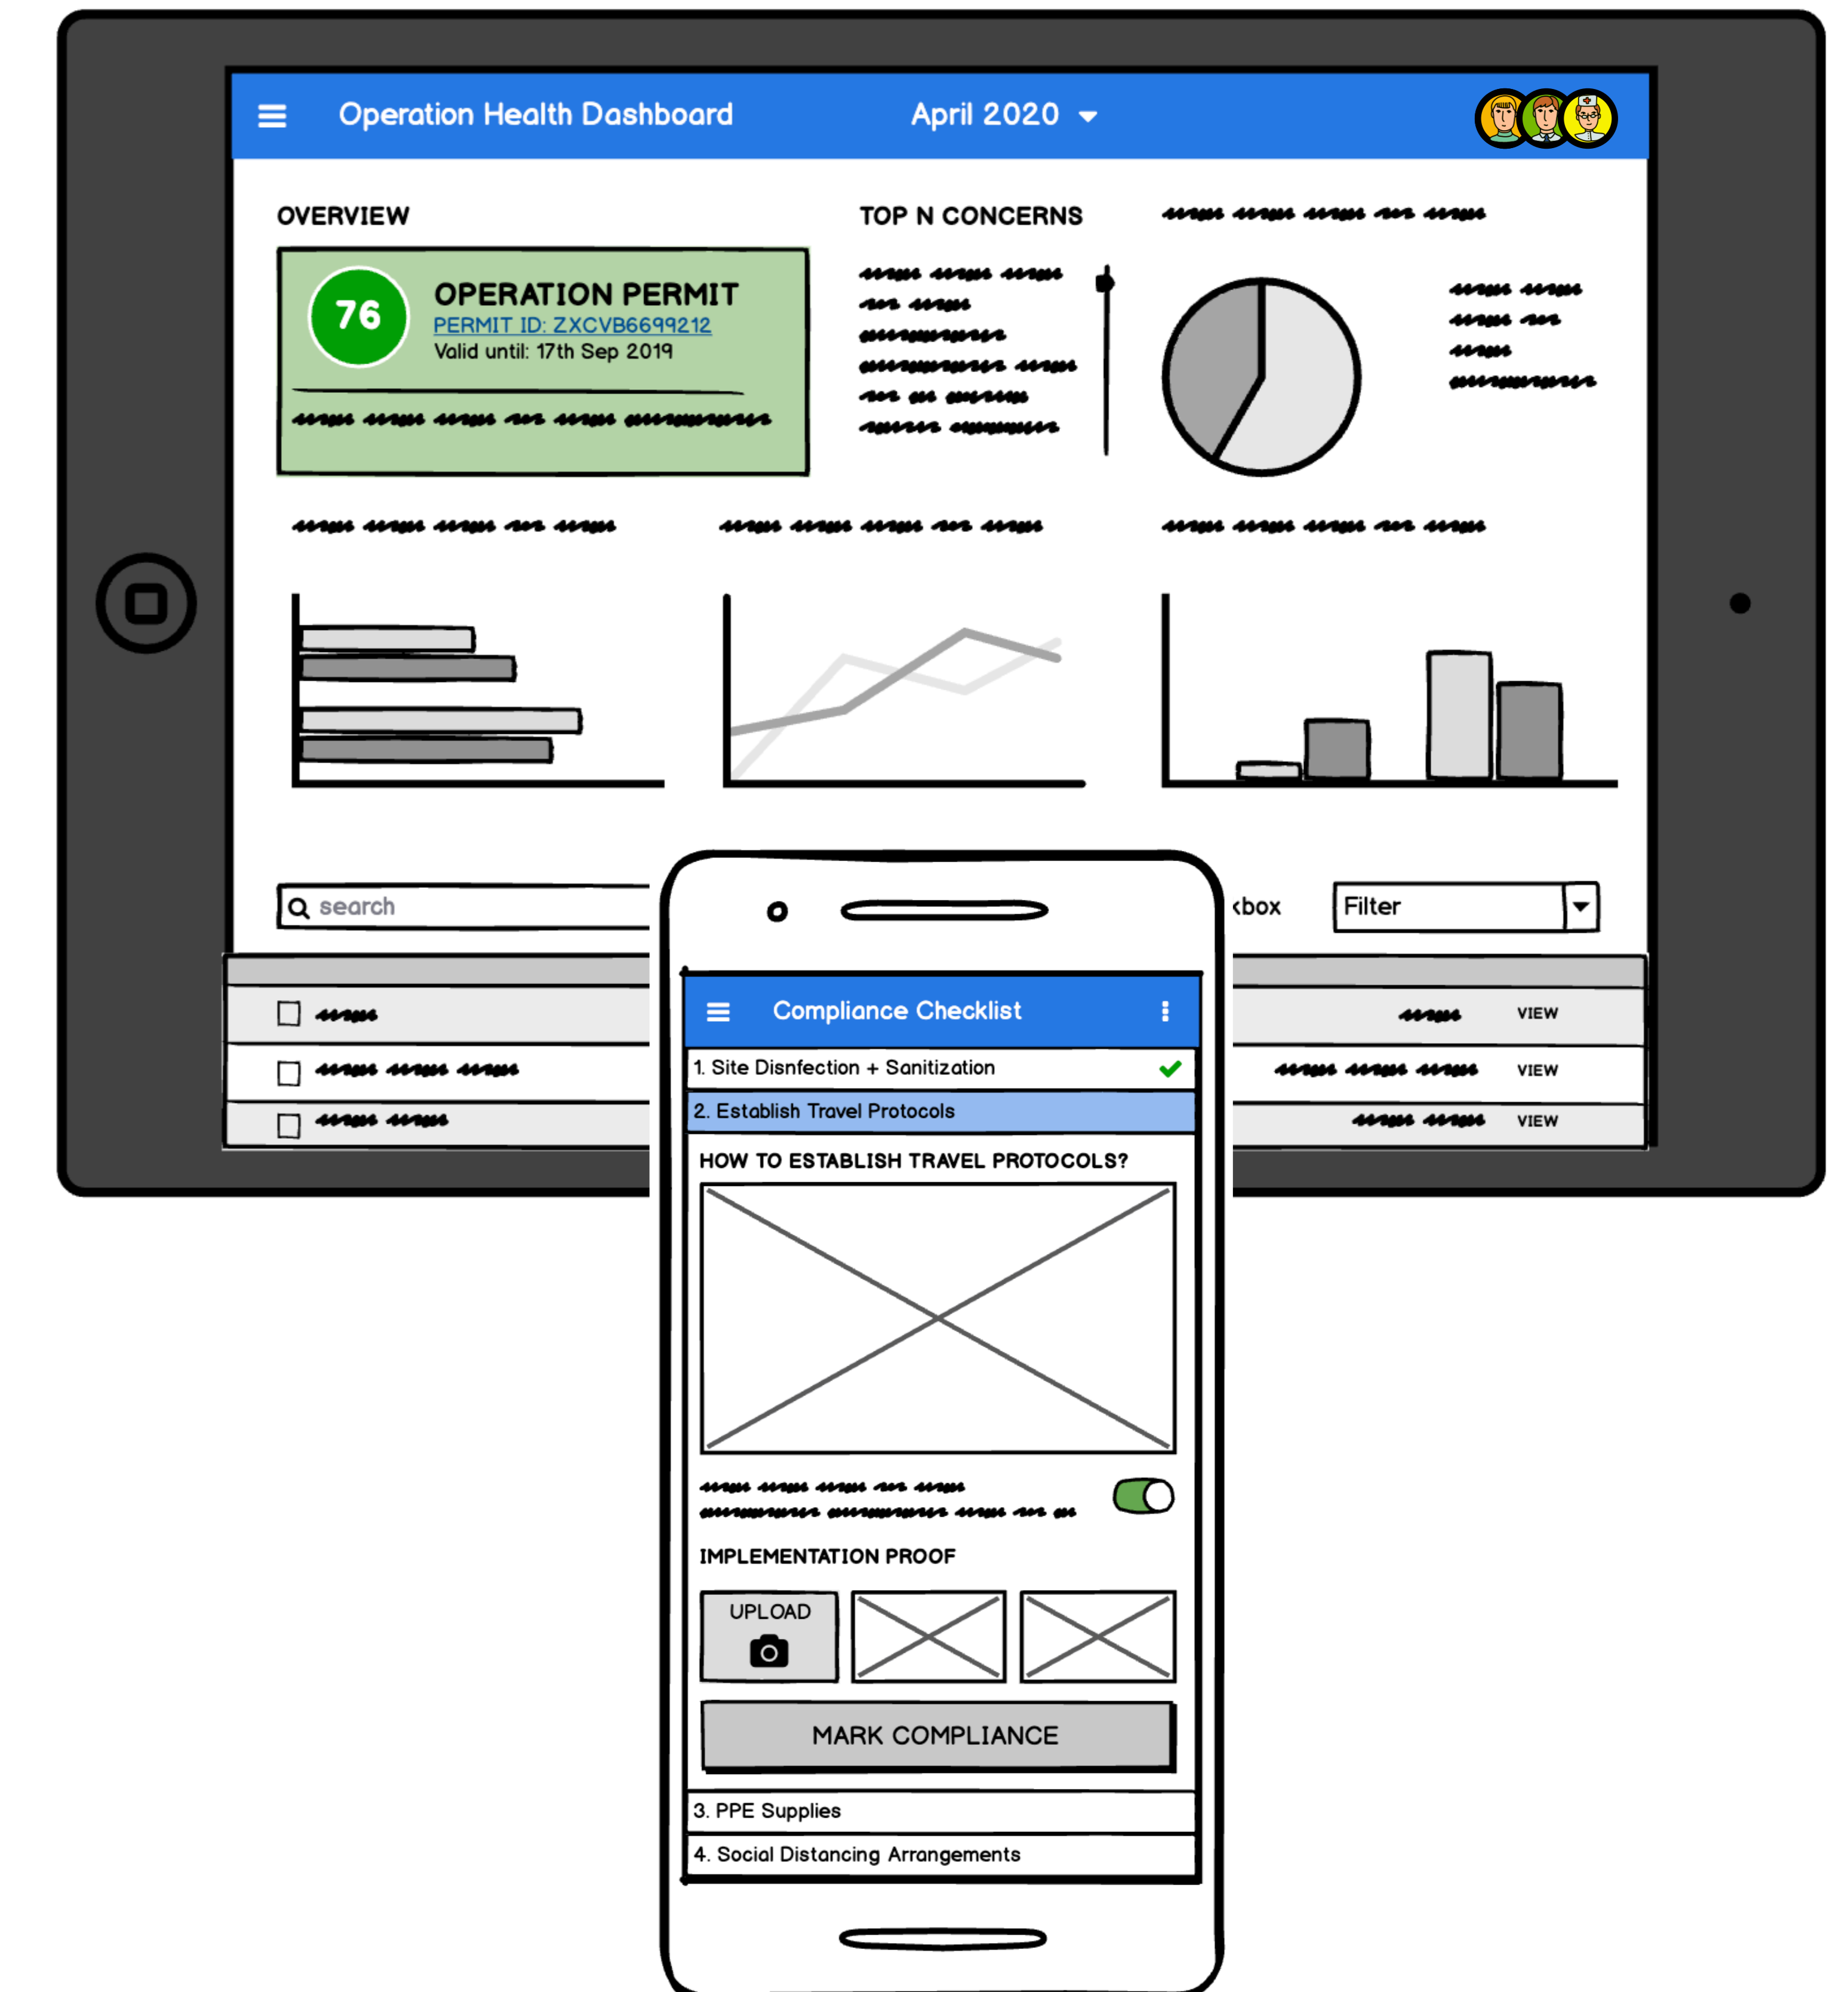 Operation Health Dashboard
April 2020
OVERVIEW
76
OPERATION PERMIT
PERMIT ID: ZXCVB6699212
Valid until: 17th Sep 2019
TOP N CONCERNS
search
kbox
Filter
VIEW
VIEW
VIEW
Compliance Checklist
1. Site Disnfection + Sanitization
2. Establish Travel Protocols
HOW TO ESTABLISH TRAVEL PROTOCOLS?
IMPLEMENTATION PROOF
UPLOAD
MARK COMPLIANCE
3. PPE Supplies
4. Social Distancing Arrangements